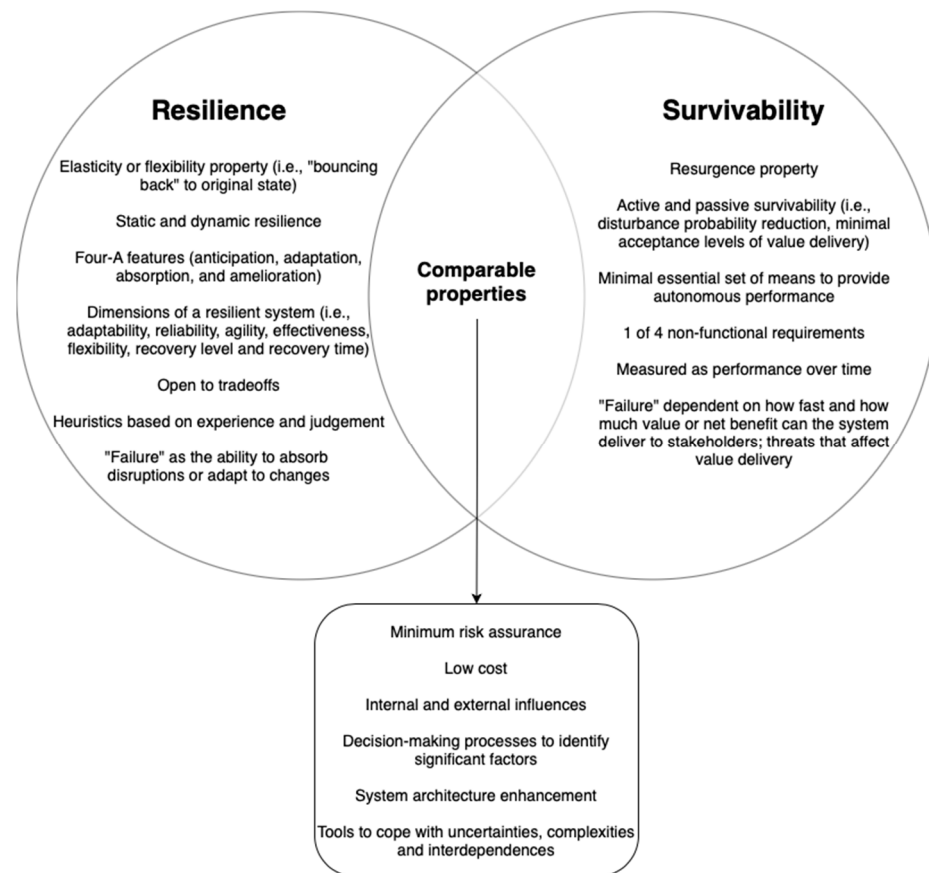 Resilience
Elasticity or flexibility property (i.e., "bouncing
back" to original state)
Static and dynamic resilience
Four-A features (anticipation, adaptation,
absorption, and amelioration)
Dimensions of a resilient system (i.e.,
adaptability, reliability, agility, effectiveness,
flexibility, recovery level and recovery time)
Open to tradeoffs
Heuristics based on experience and judgement
"Failure" as the ability to absorb
disruptions or adapt to changes
Comparable
properties
Survivability
Resurgence property
Active and passive survivability (i.e.,
disturbance probability reduction, minimal
acceptance levels of value delivery)
Minimal essential set of means to provide
autonomous performance
1 of 4 non-functional requirements
Measured as performance over time
"Failure" dependent on how fast and how
much value or net benefit can the system
deliver to stakeholders; threats that affect
value delivery
Minimum risk assurance
Low cost
Internal and external influences
Decision-making processes to identify
significant factors
System architecture enhancement
Tools to cope with uncertainties, complexities
and interdependences